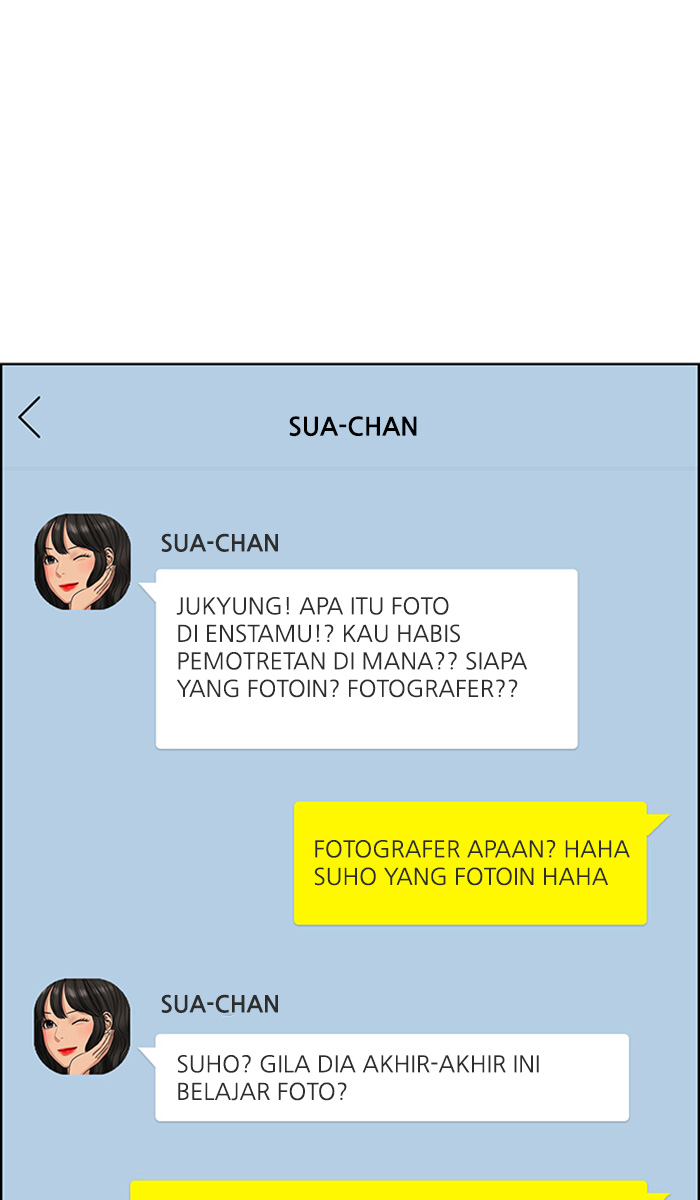 SUA-CHAN
SUA-CHAN
JUKYUNG! APA ITU FOTO
DI ENSTAMU!? KAU HABIS
PEMOTRETAN DI MANA?? SIAPA
YANG FOTOIN? FOTOGRAFER??
FOTOGRAFER APAAN? HAHA
SUHO YANG FOTOIN HAHA
SUA-CHAN
SUHO? GILA DIA AKHIR-AKHIR INI
BELAJAR FOTO?